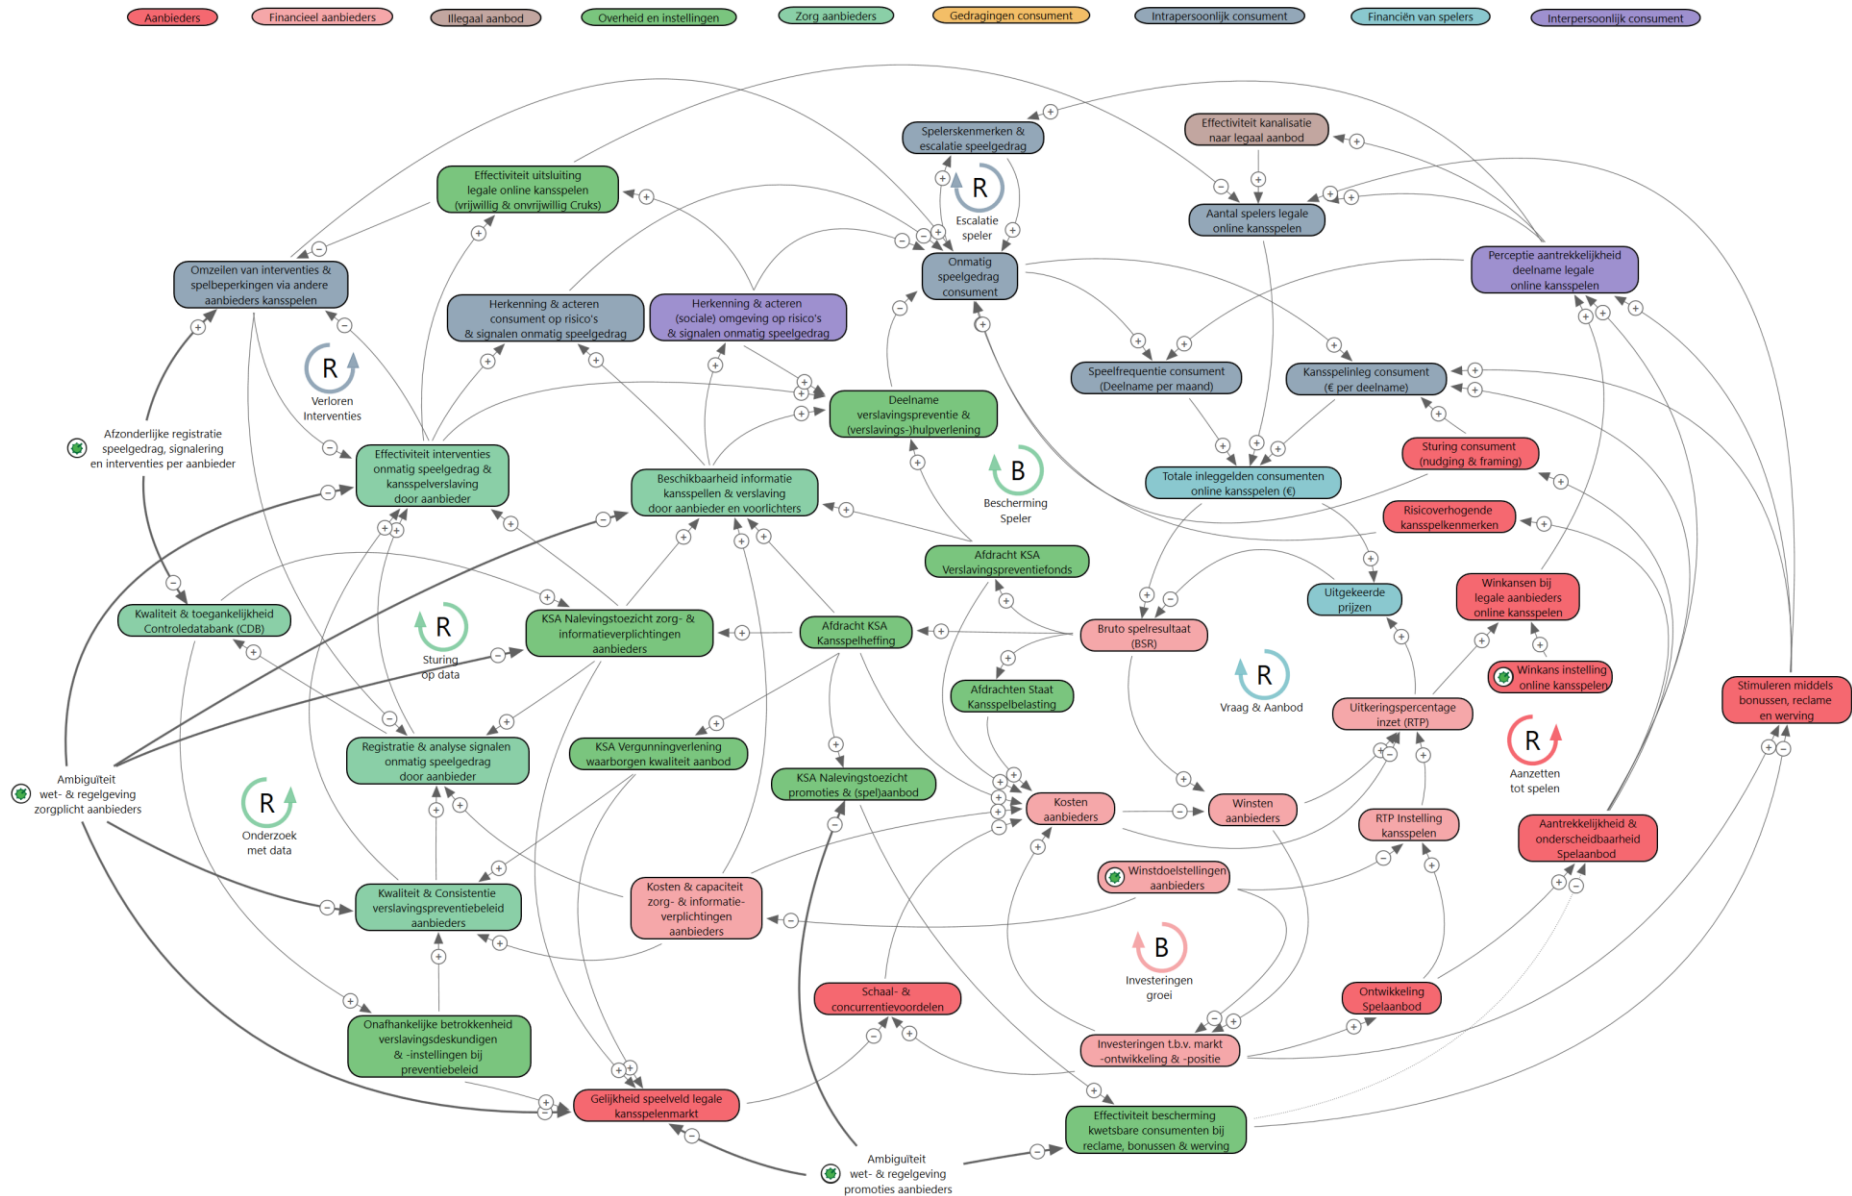 Aanbieders
Financieel aanbieders
Illegaal aanbod
Overheid en instellingen
Zorg aanbieders
Gedragingen consument
Intrapersoonlijk consument
Financiën van spelers
Interpersoonlijk consument
Spelerskenmerken &
escalatie speelgedrag
Effectiviteit kanalisatie
naar legaal aanbod
Effectiviteit uitsluiting
legale online kansspelen
(vrijwillig & onvrijwillig Cruks)
R
Escalatie
speler
Aantal spelers legale
online kansspelen
Omzeilen van interventies &
spelbeperkingen via andere
aanbieders kansspelen
Onmatig
speelgedrag
consument
Perceptie aantrekkelijkheid
deelname legale
online kansspelen
Herkenning & acteren
consument op risico's
& signalen onmatig speelgedrag
Herkenning & acteren
(sociale) omgeving op risico's
& signalen onmatig speelgedrag
R
Verloren
Interventies
Speelfrequentie consument
(Deelname per maand)
Kansspelinleg consument
(€ per deelname)
Deelname
verslavingspreventie &
(verslavings-)hulpverlening
Afzonderlijke registratie
speelgedrag, signalering
en interventies per aanbieder
Effectiviteit interventies
onmatig speelgedrag &
kansspelverslaving
door aanbieder
Sturing consument
(nudging & framing)
Beschikbaarheid informatie
kansspellen & verslaving
door aanbieder en voorlichters
B
Bescherming
Speler
Totale inleggelden consumenten
online kansspelen (€)
Risicoverhogende
kansspelkenmerken
Afdracht KSA
Verslavingspreventiefonds
Uitgekeerde
prijzen
Winkansen bij
legale aanbieders
online kansspelen
Kwaliteit & toegankelijkheid
Controledatabank (CDB)
R
Sturing
op data
KSA Nalevingstoezicht zorg- &
informatieverplichtingen
aanbieders
Afdracht KSA
Kansspelheffing
Bruto spelresultaat
(BSR)
Winkans instelling
online kansspelen
R
Vraag & Aanbod
Afdrachten Staat
Kansspelbelasting
Uitkeringspercentage
inzet (RTP)
Stimuleren middels
bonussen, reclame
en werving
R
Aanzetten
tot spelen
Registratie & analyse signalen
onmatig speelgedrag
door aanbieder
KSA Vergunningverlening
waarborgen kwaliteit aanbod
KSA Nalevingstoezicht
promoties & (spel)aanbod
Ambiguïteit
wet- & regelgeving
zorgplicht aanbieders
R
Onderzoek
met data
Kosten
aanbieders
Winsten
aanbieders
RTP Instelling
kansspelen
Aantrekkelijkheid &
onderscheidbaarheid
Spelaanbod
Winstdoelstellingen
aanbieders
Kwaliteit & Consistentie
verslavingspreventiebeleid
aanbieders
Kosten & capaciteit
zorg- & informatie-
verplichtingen
aanbieders
B
Investeringen
groei
Schaal- &
concurrentievoordelen
Ontwikkeling
Spelaanbod
Onafhankelijke betrokkenheid
verslavingsdeskundigen
& -instellingen bij
preventiebeleid
Investeringen t.b.v. markt
-ontwikkeling & -positie
Gelijkheid speelveld legale
kansspelenmarkt
Effectiviteit bescherming
kwetsbare consumenten bij
reclame, bonussen & werving
Ambiguïteit
wet- & regelgeving
promoties aanbieders